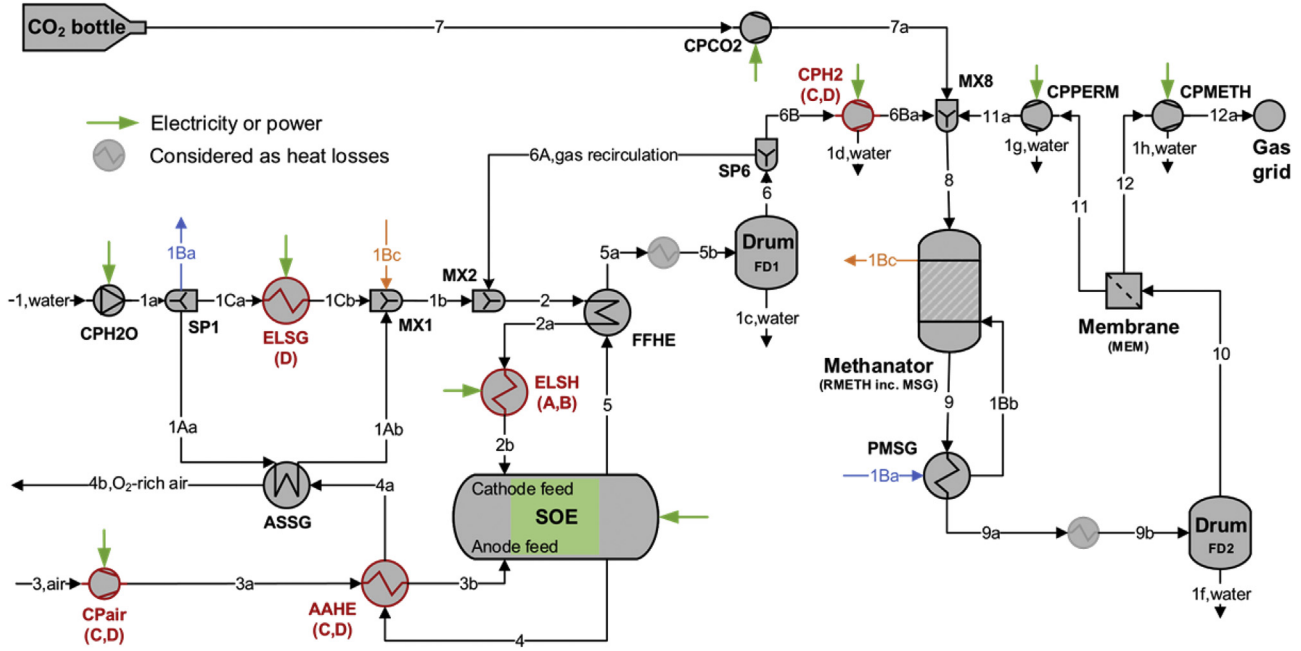 CO₂ bottle
7
CPCO2
7a
Electricity or power
Considered as heat losses
CPH2
(C,D)
MX8
CPPERM
CPMETH
6B
6Ba
11a
12a
Gas
grid
1d,water
1g,water
1h,water
6A,gas recirculation
SP6
6
8
11
12
1Ba
1Bc
5a
5b
Drum
FD1
1Bc
MX2
-1,water
1a
1Ca
1Cb
1b
2
CPH2O
SP1
ELSG
(D)
MX1
2a
FFHE
1c,water
Membrane
(MEM)
10
ELSH
(A,B)
Methanator
(RMETH inc. MSG)
5
9
1Bb
1Aa
1Ab
2b
PMSG
1Ba
4b,O₂-rich air
4a
ASSG
Cathode feed
SOE
Anode feed
9a
9b
Drum
FD2
3,air
3a
3b
CPair
(C,D)
AAHE
(C,D)
4
1f,water